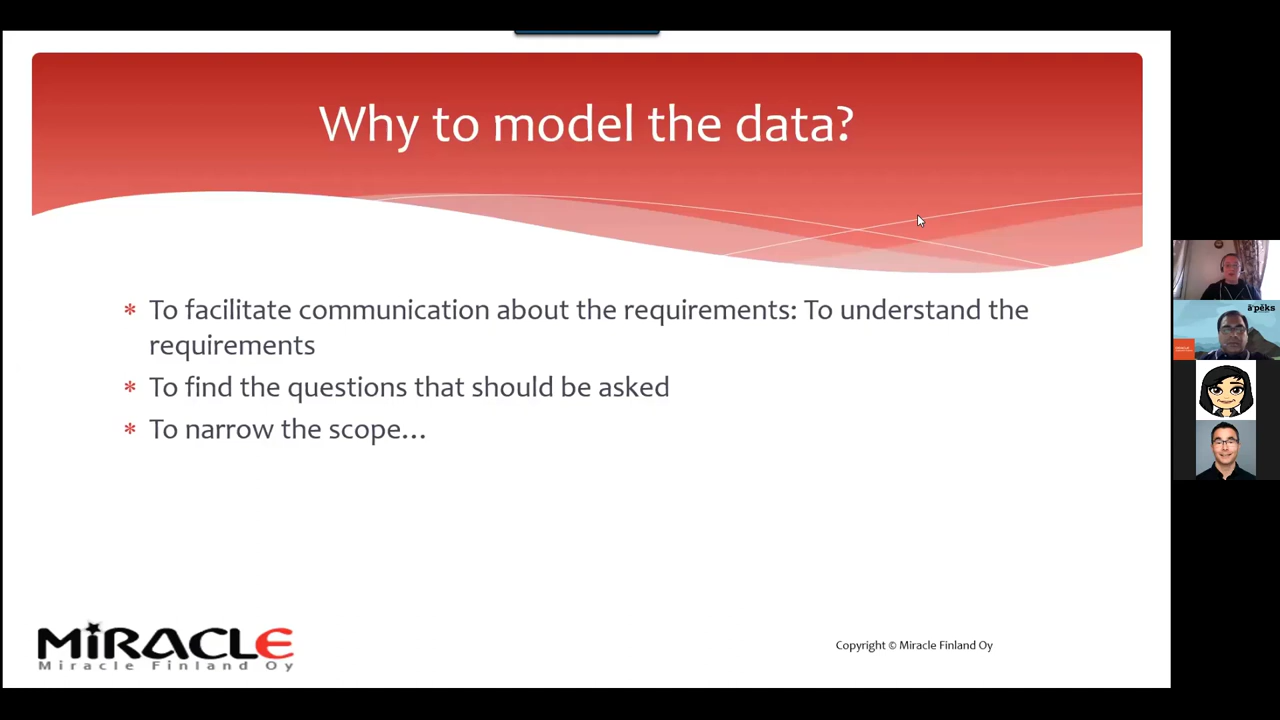 Why to model the data?
* To facilitate communication about the requirements: To understand the
requirements
* To find the questions that should be asked
* To narrow the scope...
MiRACLE
Miracle Finland Oy
Copyright © Miracle Finland Oy